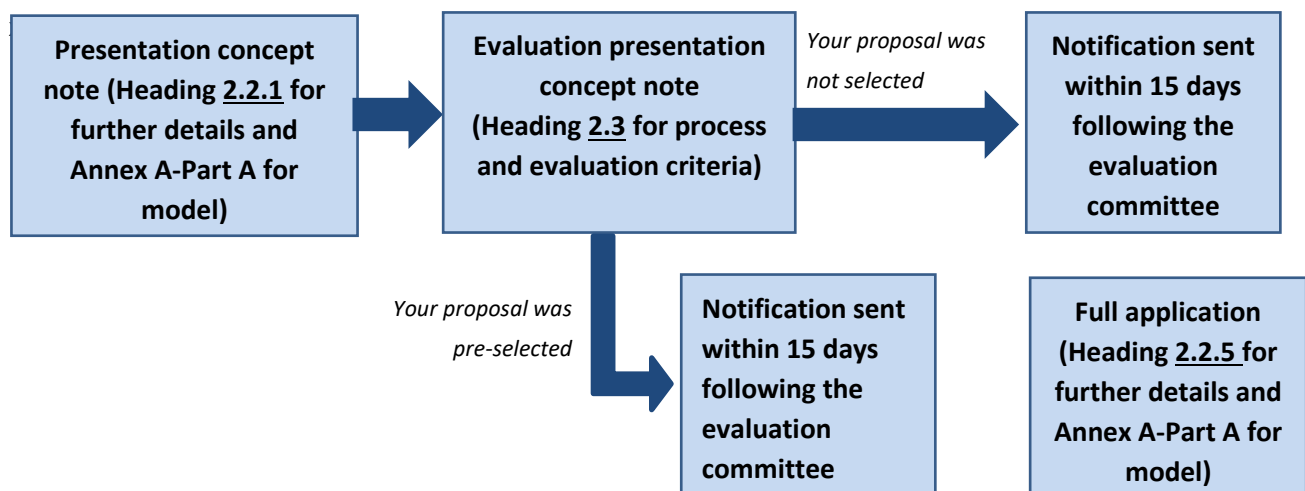 Presentation concept
note (Heading 2.2.1 for
further details and
Annex A-Part A for
model)
Evaluation presentation
concept note
(Heading 2.3 for process
and evaluation criteria)
Your proposal was
not selected
Notification sent
within 15 days
following the
evaluation
committee
Your proposal was
pre-selected
Notification sent
within 15 days
following the
evaluation
committee
Full application
(Heading 2.2.5 for
further details and
Annex A-Part A for
model)